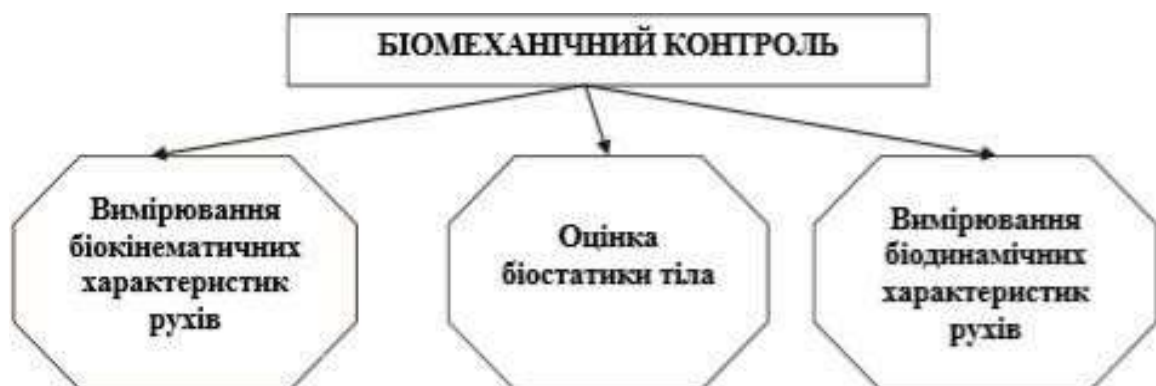 БІОМЕХАНІЧНИЙ КОНТРОЛЬ
Вимірювання
біокінематичних
характеристик
рухів
Оцінка
біостатики тіла
Вимірювання
біодинамічних
характеристик
рухів